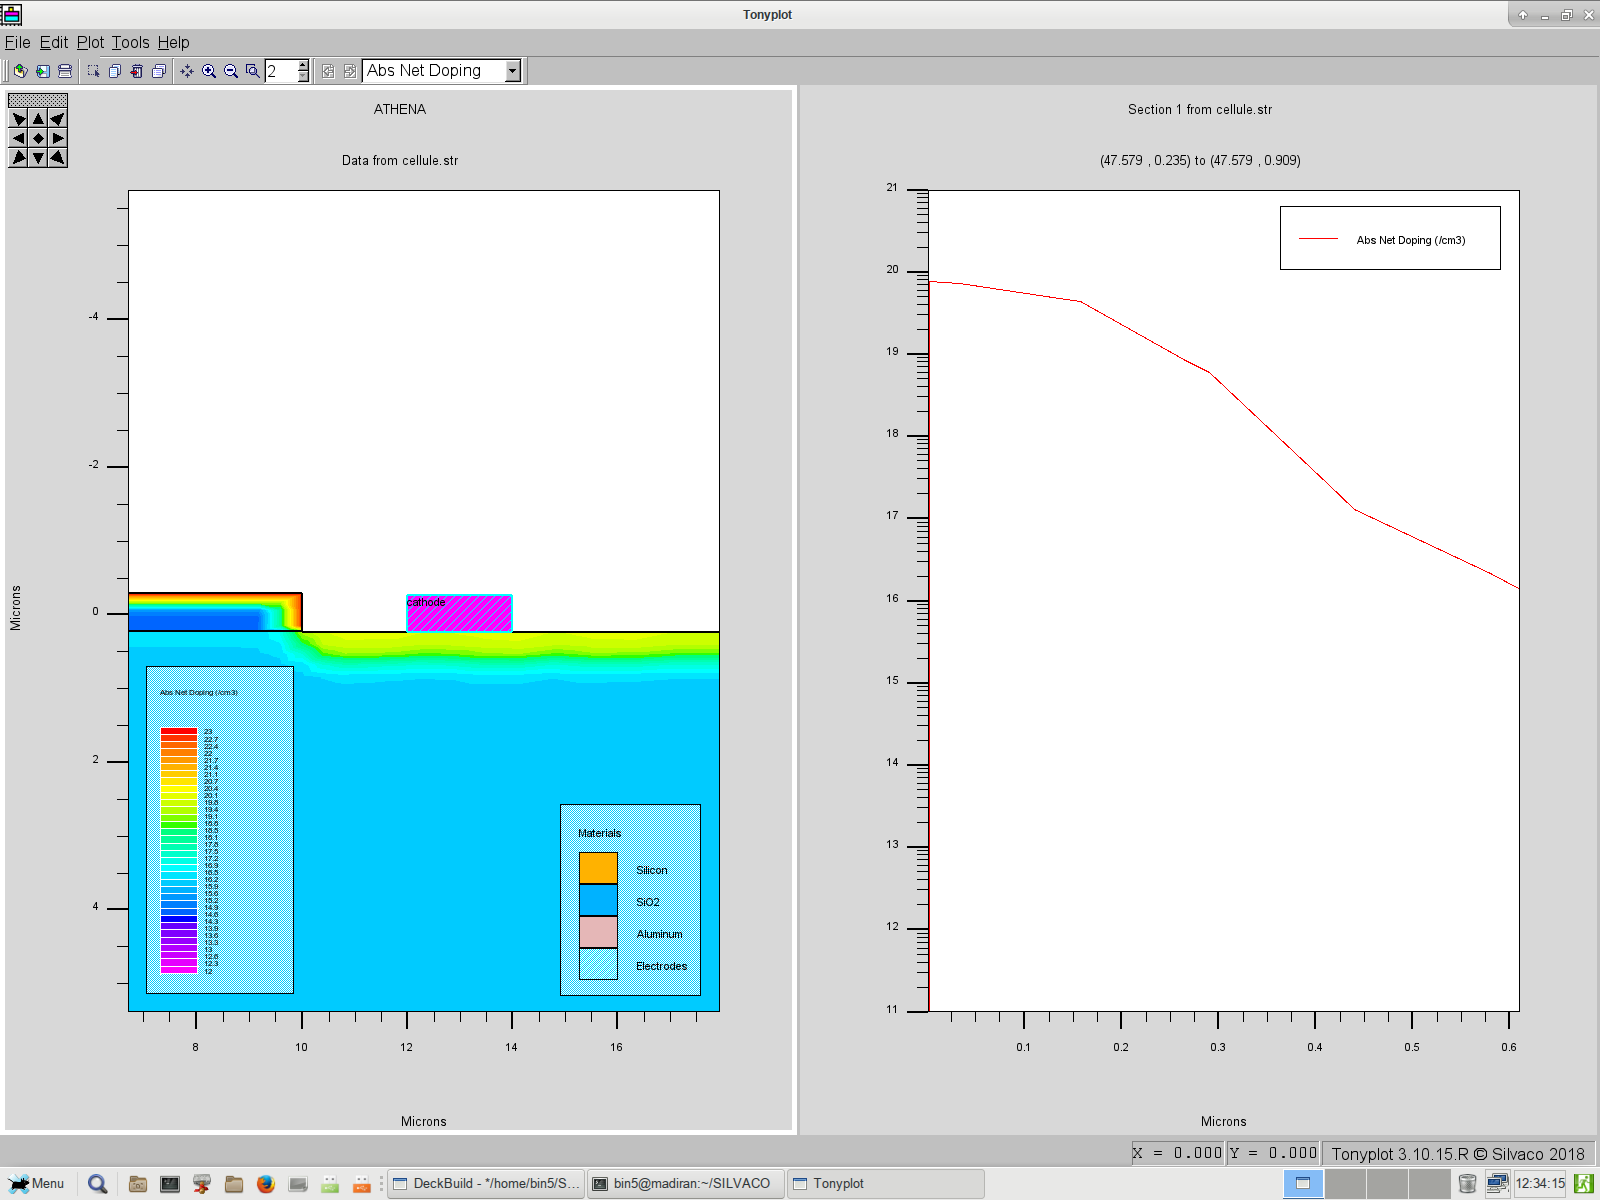 Tonyplot
File Edit Plot Tools Help
2
Abs Net Doping
ATHENA
Data from cellule.str
Microns
-4
-2
0
2
4
cathode
Abs Net Doping (/cm3)
23
22.7
22.4
22
21.7
21.4
21.1
20.7
20.4
20.1
19.8
19.4
19.1
18.8
18.5
18.1
17.8
17.5
17.2
16.9
16.5
16.2
15.9
15.6
15.2
14.9
14.6
14.3
13.9
13.6
13.3
13
12.6
12.3
12
Materials
Silicon
SiO2
Aluminum
Electrodes
8 10 12 14 16
Microns
Section 1 from cellule.str
(47.579 , 0.235) to (47.579 , 0.909)
21
20
19
18
17
16
15
14
13
12
11
Abs Net Doping (/cm3)
0.1 0.2 0.3 0.4 0.5 0.6
Microns
X = 0.000 Y = 0.000 Tonyplot 3.10.15.R © Silvaco 2018
Menu
DeckBuild - */home/bin5/S...
bin5@madiran:~/SILVACO
Tonyplot
12:34:15